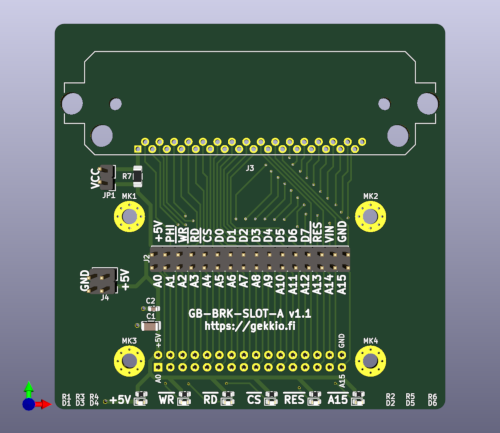 J3
VCC
R7
JP1
MK1
MK2
+5V PHI WR RD CS D0 D1 D2 D3 D4 D5 D6 D7 RES VIN GND
J2
A0 A1 A2 A3 A4 A5 A6 A7 A8 A9 A10 A11 A12 A13 A14 A15
GND
+5V
J4
C2
C1
GB-BRK-SLOT-A v1.1
https://gekkio.fi
MK3
+5V
GND
MK4
A0
A15
R1 R3 R4
D1 D3 D4
+5V
WR
RD
CS
RES
A15
R2 R5 R6
D2 D5 D6